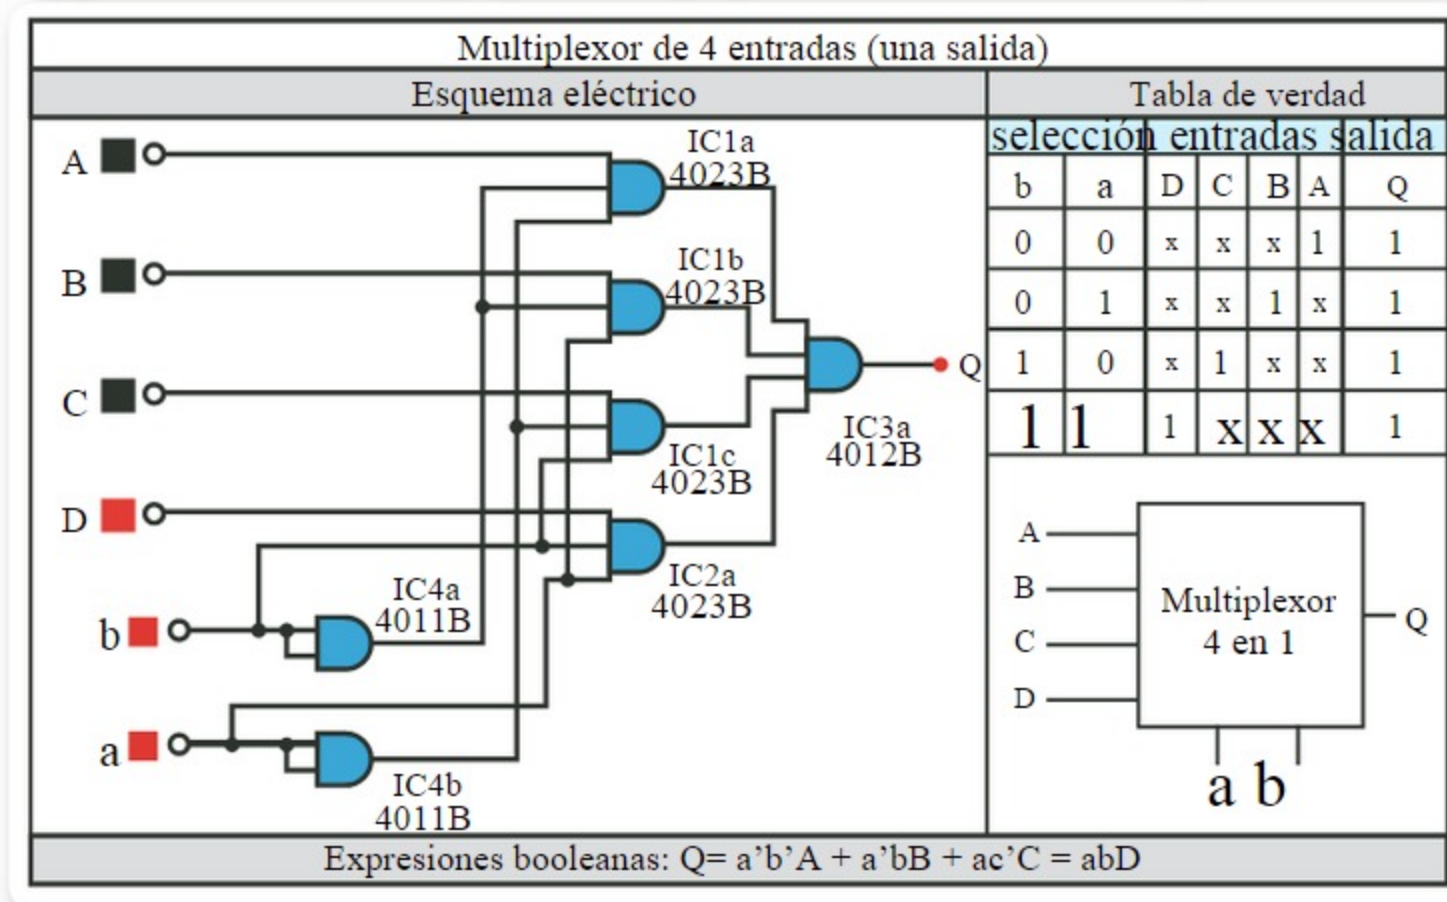 Multiplexor de 4 entradas (una salida)
Esquema eléctrico
Tabla de verdad
A
B
C
D
b
a
IC1a
4023B
IC1b
4023B
IC1c
4023B
IC2a
4023B
IC3a
4012B
Q
IC4a
4011B
IC4b
4011B
selección entradas salida
b a D C B A Q
0 0 x x x 1 1
0 1 x x 1 x 1
1 0 x 1 x x 1
1 1 1 x x x 1
A
B
C
D
Multiplexor
4 en 1
Q
a b
Expresiones booleanas: Q= a’b’A + a’bB + ac’C = abD